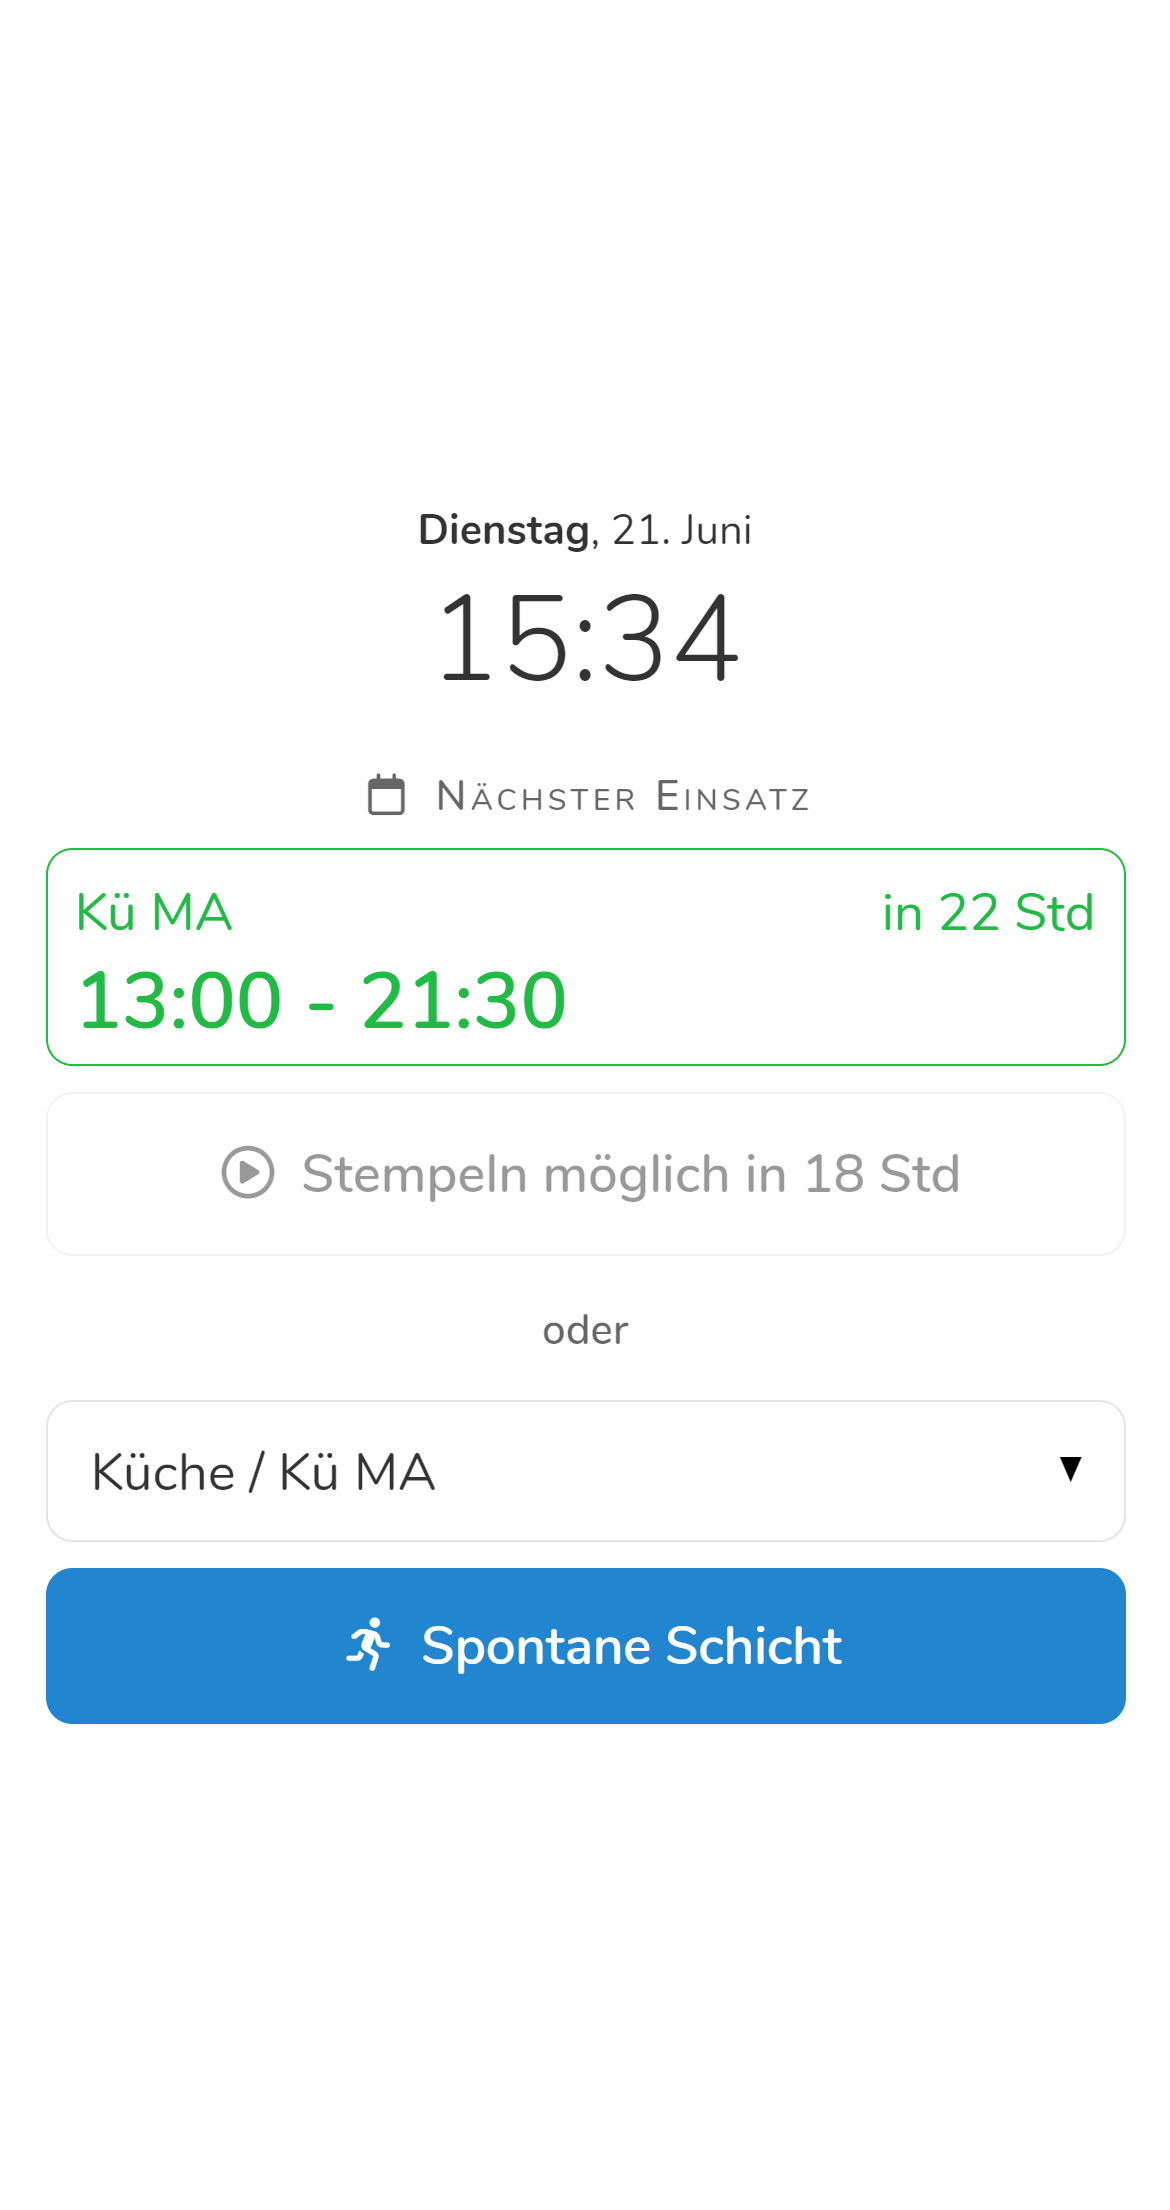 Dienstag, 21. Juni
15:34
Nächster Einsatz
Kü MA in 22 Std
13:00 - 21:30
Stempeln möglich in 18 Std
oder
Küche / Kü MA
Spontane Schicht